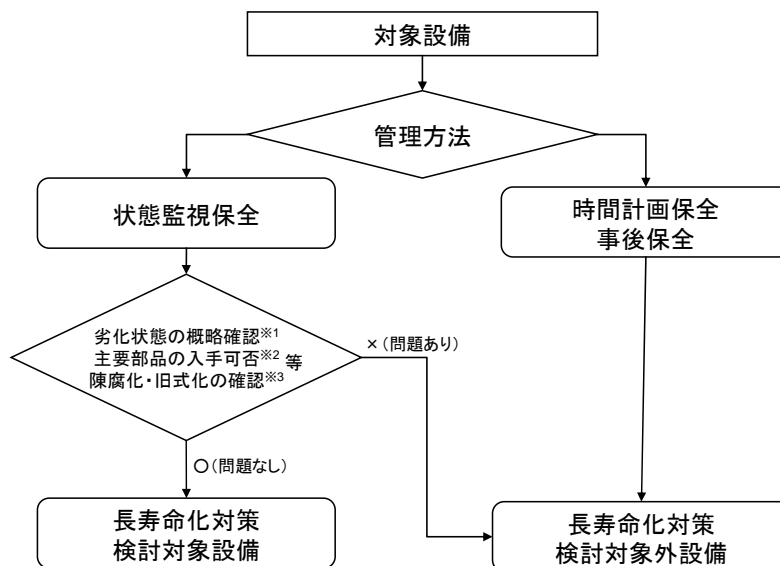 対象設備
管理方法
状態監視保全
時間計画保全
事後保全
劣化状態の概略確認※1
主要部品の入手可否※2 等
陳腐化・旧式化の確認※3
×(問題あり)
○(問題なし)
長寿命化対策
検討対象設備
長寿命化対策
検討対象外設備